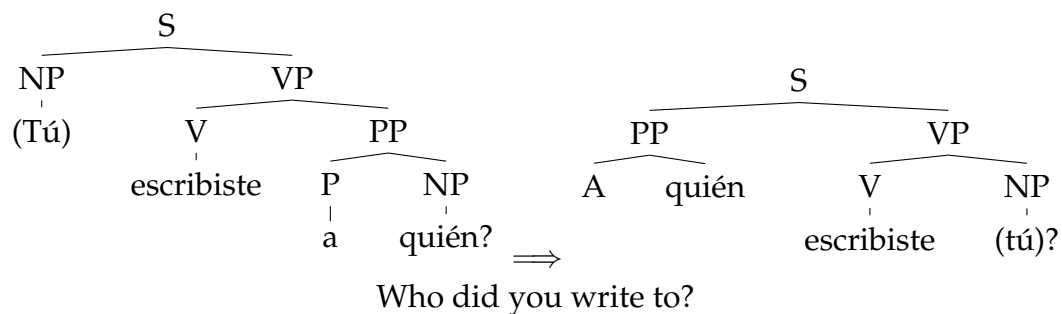 S
NP VP
(Tú) V PP
escribiste P NP
a quién?
⟹
S
PP VP
A quién V NP
escribiste (tú)?
Who did you write to?